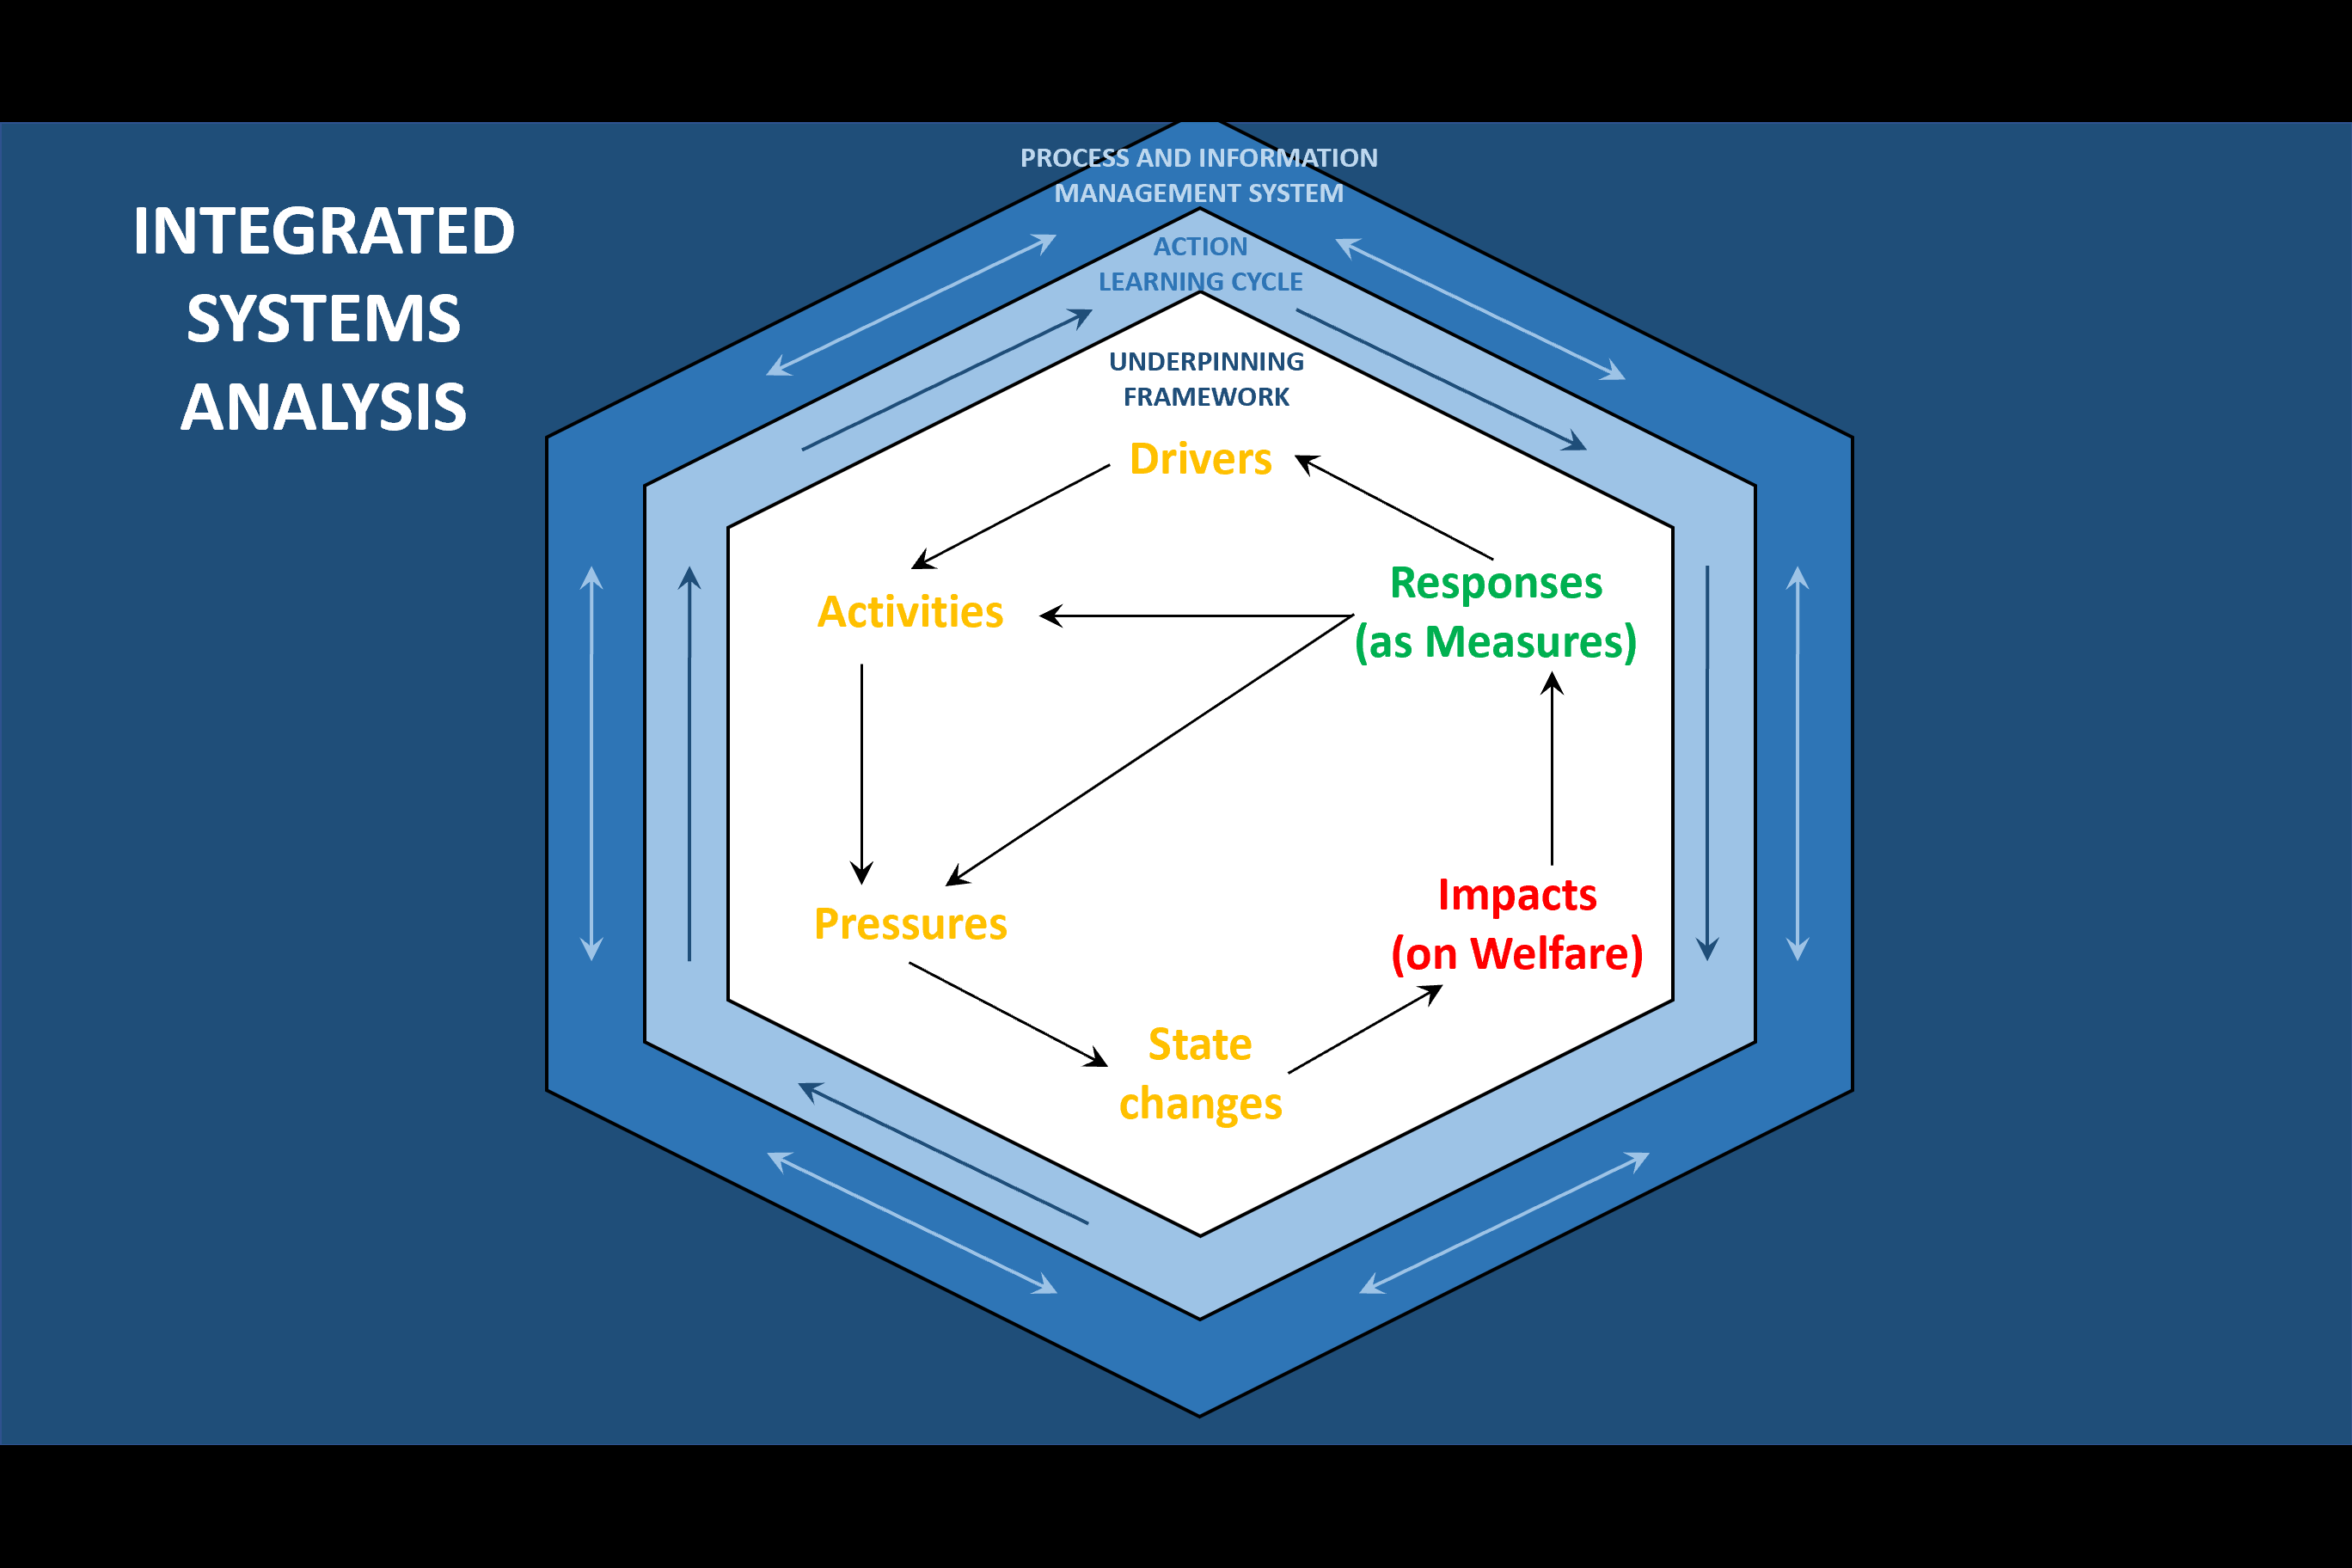 INTEGRATED
SYSTEMS
ANALYSIS
PROCESS AND INFORMATION
MANAGEMENT SYSTEM
ACTION
LEARNING CYCLE
UNDERPINNING
FRAMEWORK
Drivers
Activities
Responses
(as Measures)
Pressures
Impacts
(on Welfare)
State
changes